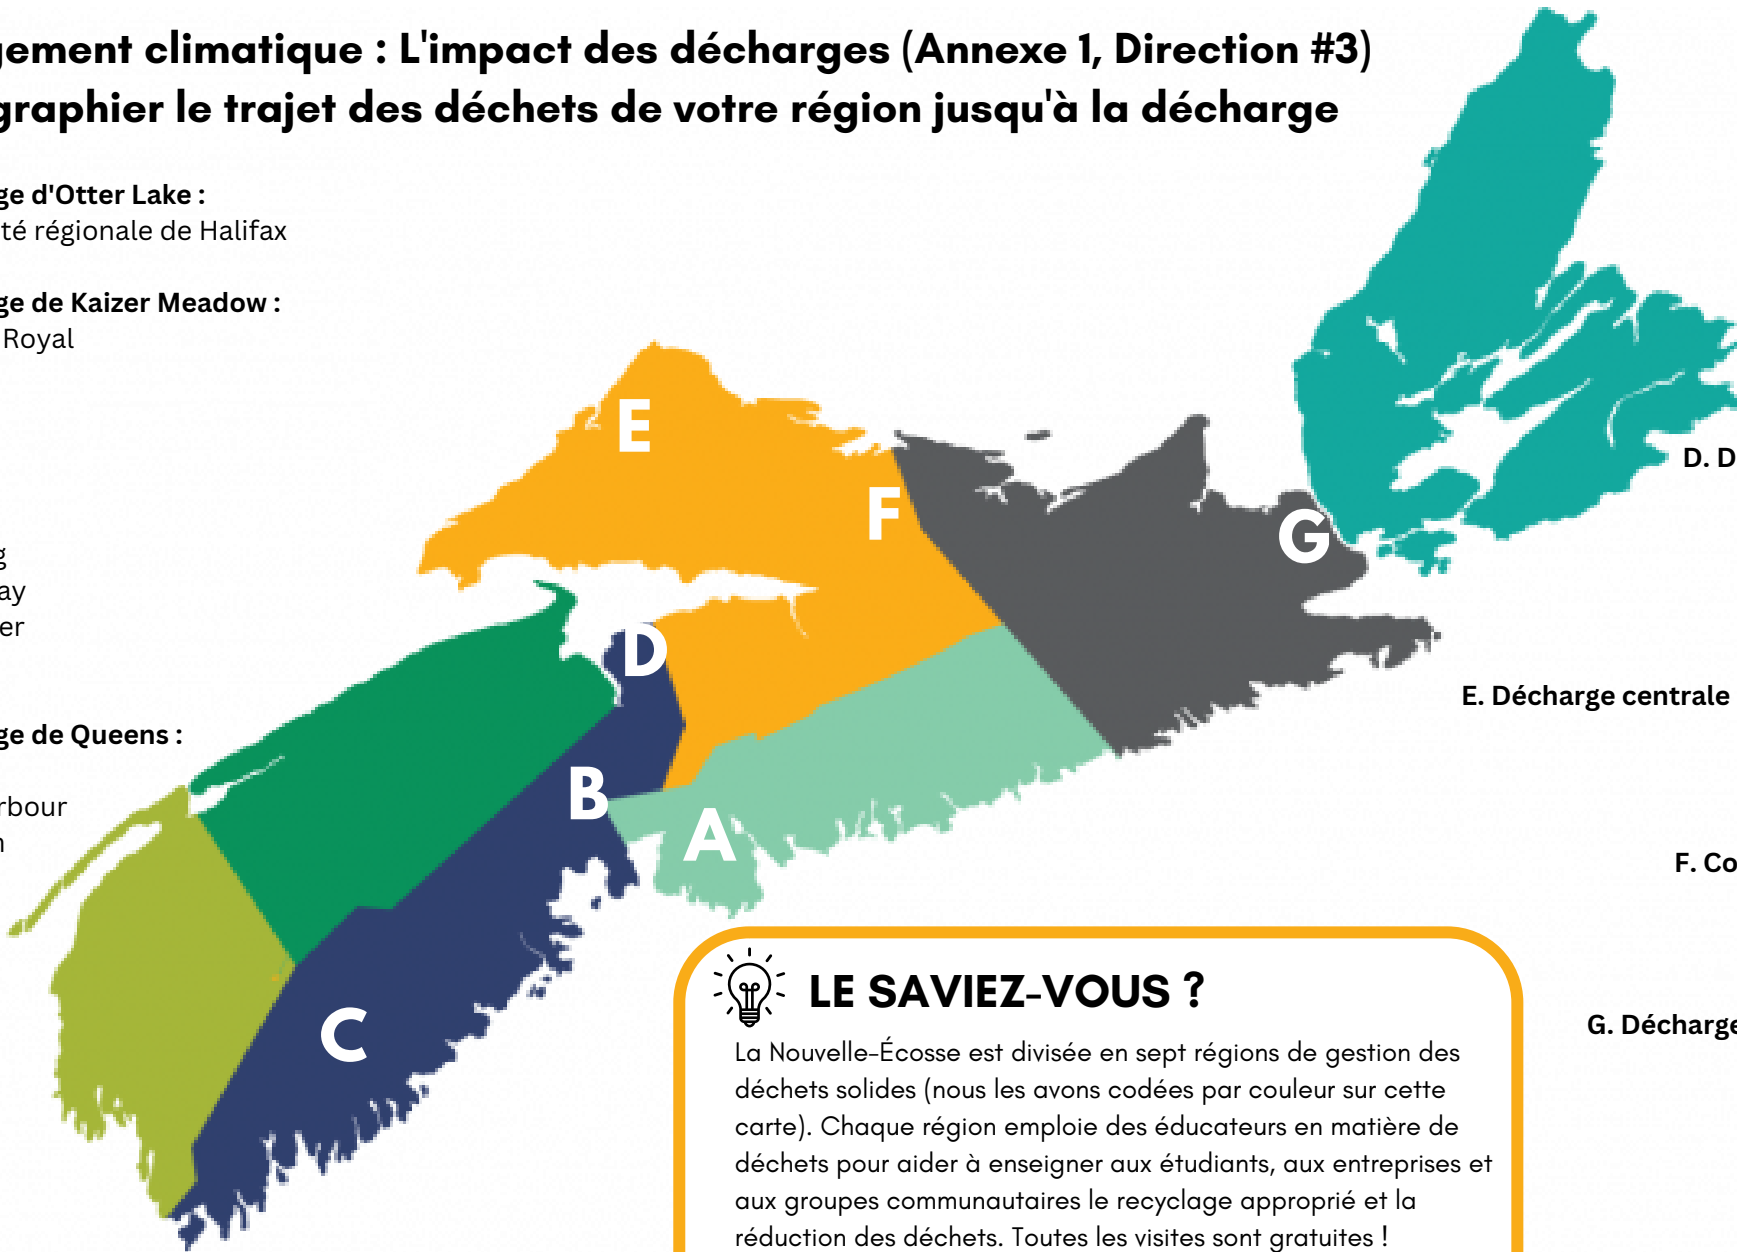 gement climatique : L'impact des décharges (Annexe 1, Direction #3)
graphier le trajet des déchets de votre région jusqu'à la décharge
ge d'Otter Lake :
té régionale de Halifax
ge de Kaizer Meadow :
Royal
g
ay
er
ge de Queens :
rbour
n
E
F
G
D
B
A
C
D. D
E. Décharge centrale
F. Co
G. Décharge
LE SAVIEZ-VOUS ?
La Nouvelle-Écosse est divisée en sept régions de gestion des
déchets solides (nous les avons codées par couleur sur cette
carte). Chaque région emploie des éducateurs en matière de
déchets pour aider à enseigner aux étudiants, aux entreprises et
aux groupes communautaires le recyclage approprié et la
réduction des déchets. Toutes les visites sont gratuites !